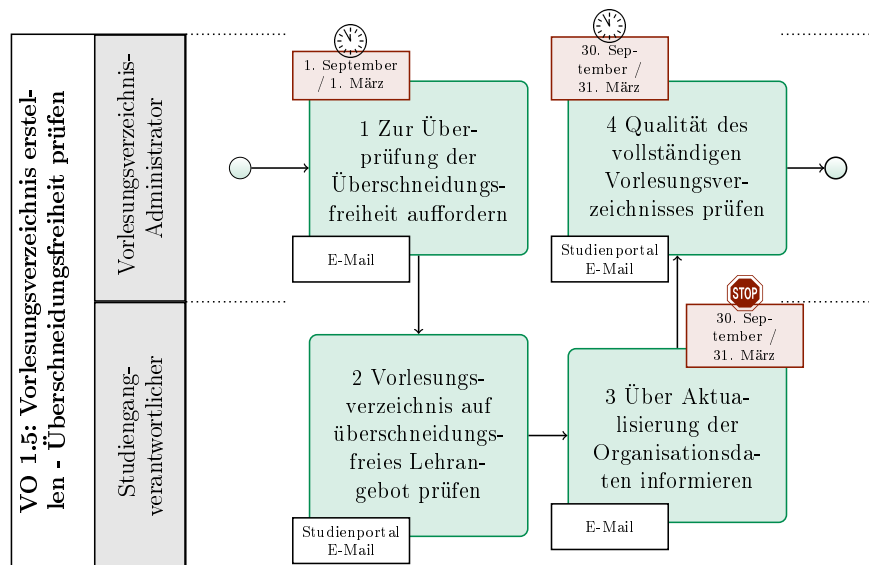 VO 1.5: Vorlesungsverzeichnis erstel-
len - Überschneidungsfreiheit prüfen
Vorlesungsverzeichnis-
Administrator
1. September
/ 1. März
1 Zur Über-
prüfung der
Überschneidungs-
freiheit auffordern
E-Mail
30. Sep-
tember /
31. März
4 Qualität des
vollständigen
Vorlesungsver-
zeichnisses prüfen
Studienportal
E-Mail
Studiengang-
verantwortlicher
2 Vorlesungs-
verzeichnis auf
überschneidungs-
freies Lehran-
gebot prüfen
Studienportal
E-Mail
STOP
30. Sep-
tember /
31. März
3 Über Aktua-
lisierung der
Organisationsda-
ten informieren
E-Mail